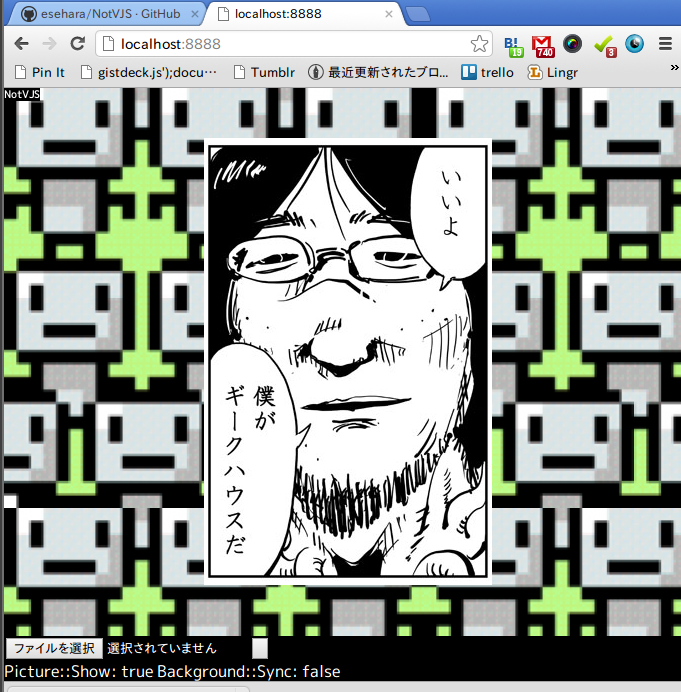 esehara/NotVJS · GitHub
localhost:8888
localhost:8888
B!
19
740
3
Pin It
gistdeck.js');docu…
Tumblr
最近更新されたブロ...
trello
Lingr
»
NotVJS
いいよ
僕が
ギークハウスだ
ファイルを選択 選択されていません
Picture::Show: true Background::Sync: false